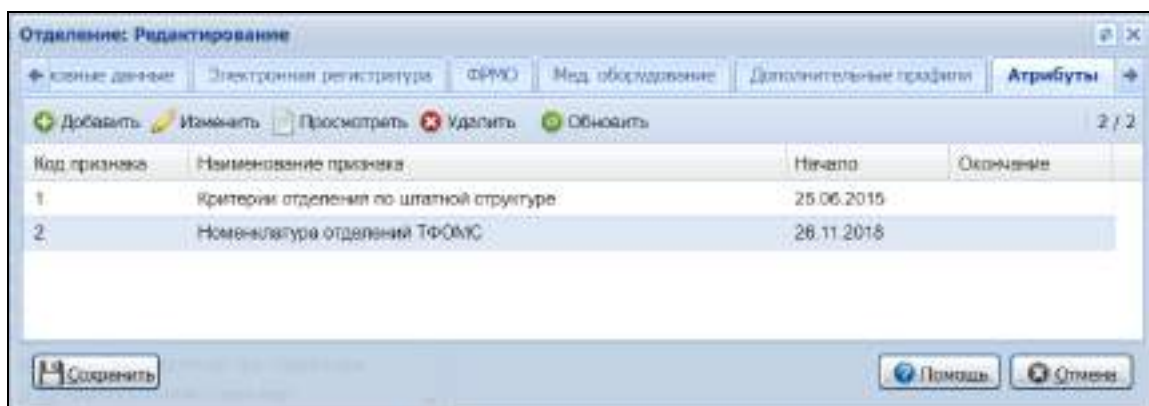 Отделение: Редактирование
Электронная регистратура ФРМО Мед. оборудование Дополнительные профили Атрибуты
Добавить Изменить Просмотреть Удалить Обновить 2 / 2
Код признака Наименование признака Начало Окончание
1 Критерии отделения по штатной структуре 25.06.2015
2 Номенклатура отделений ТФОМС 26.11.2018
Сохранить Помощь Отмена